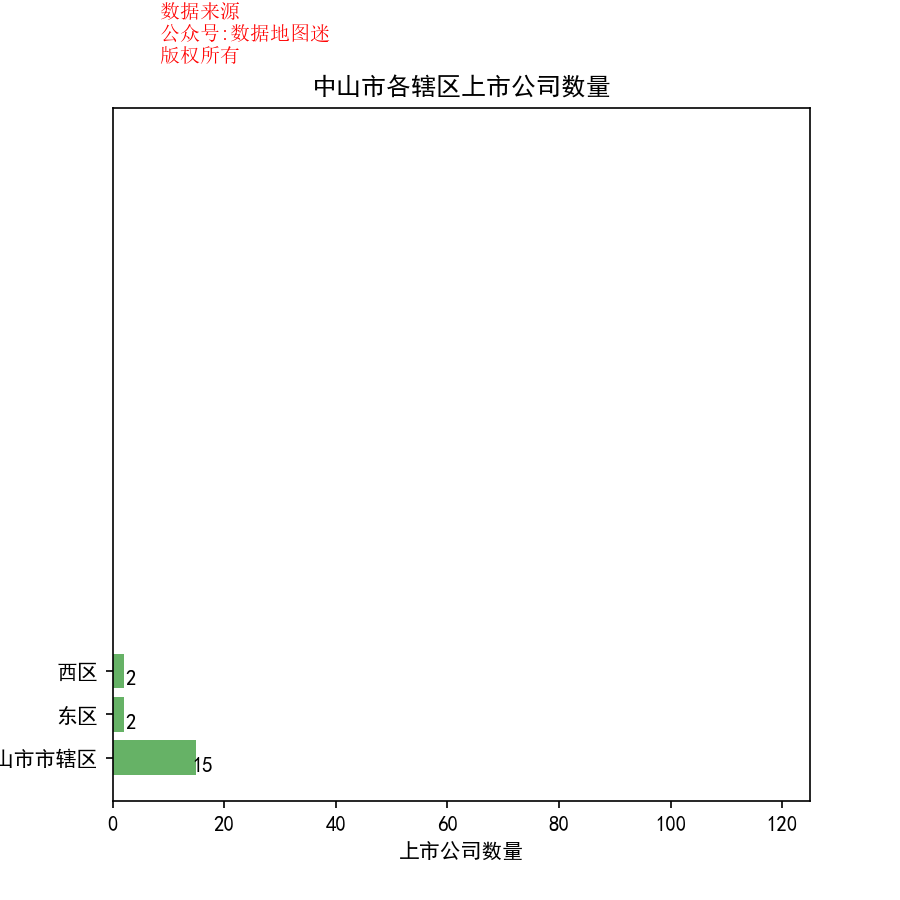 数据来源
公众号:数据地图迷
版权所有
中山市各辖区上市公司数量
西区
2
东区
2
山市市辖区
15
0 20 40 60 80 100 120
上市公司数量